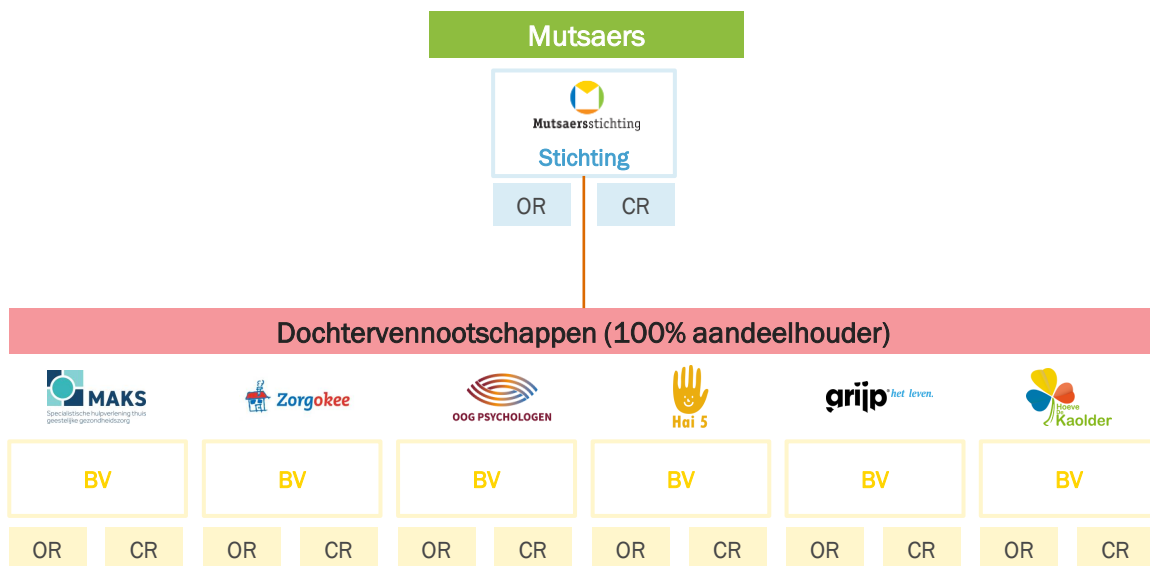 Mutsaers
Mutsaersstichting
Stichting
OR CR
Dochtervennootschappen (100% aandeelhouder)
MAKS
Specialistische hulpverlening thuis
geestelijke gezondheidszorg
Zorgokee
OOG PSYCHOLOGEN
Hai 5
grijp het leven.
Hoeve
De
Kaolder
BV BV BV BV BV BV
OR CR OR CR OR CR OR CR OR CR OR CR